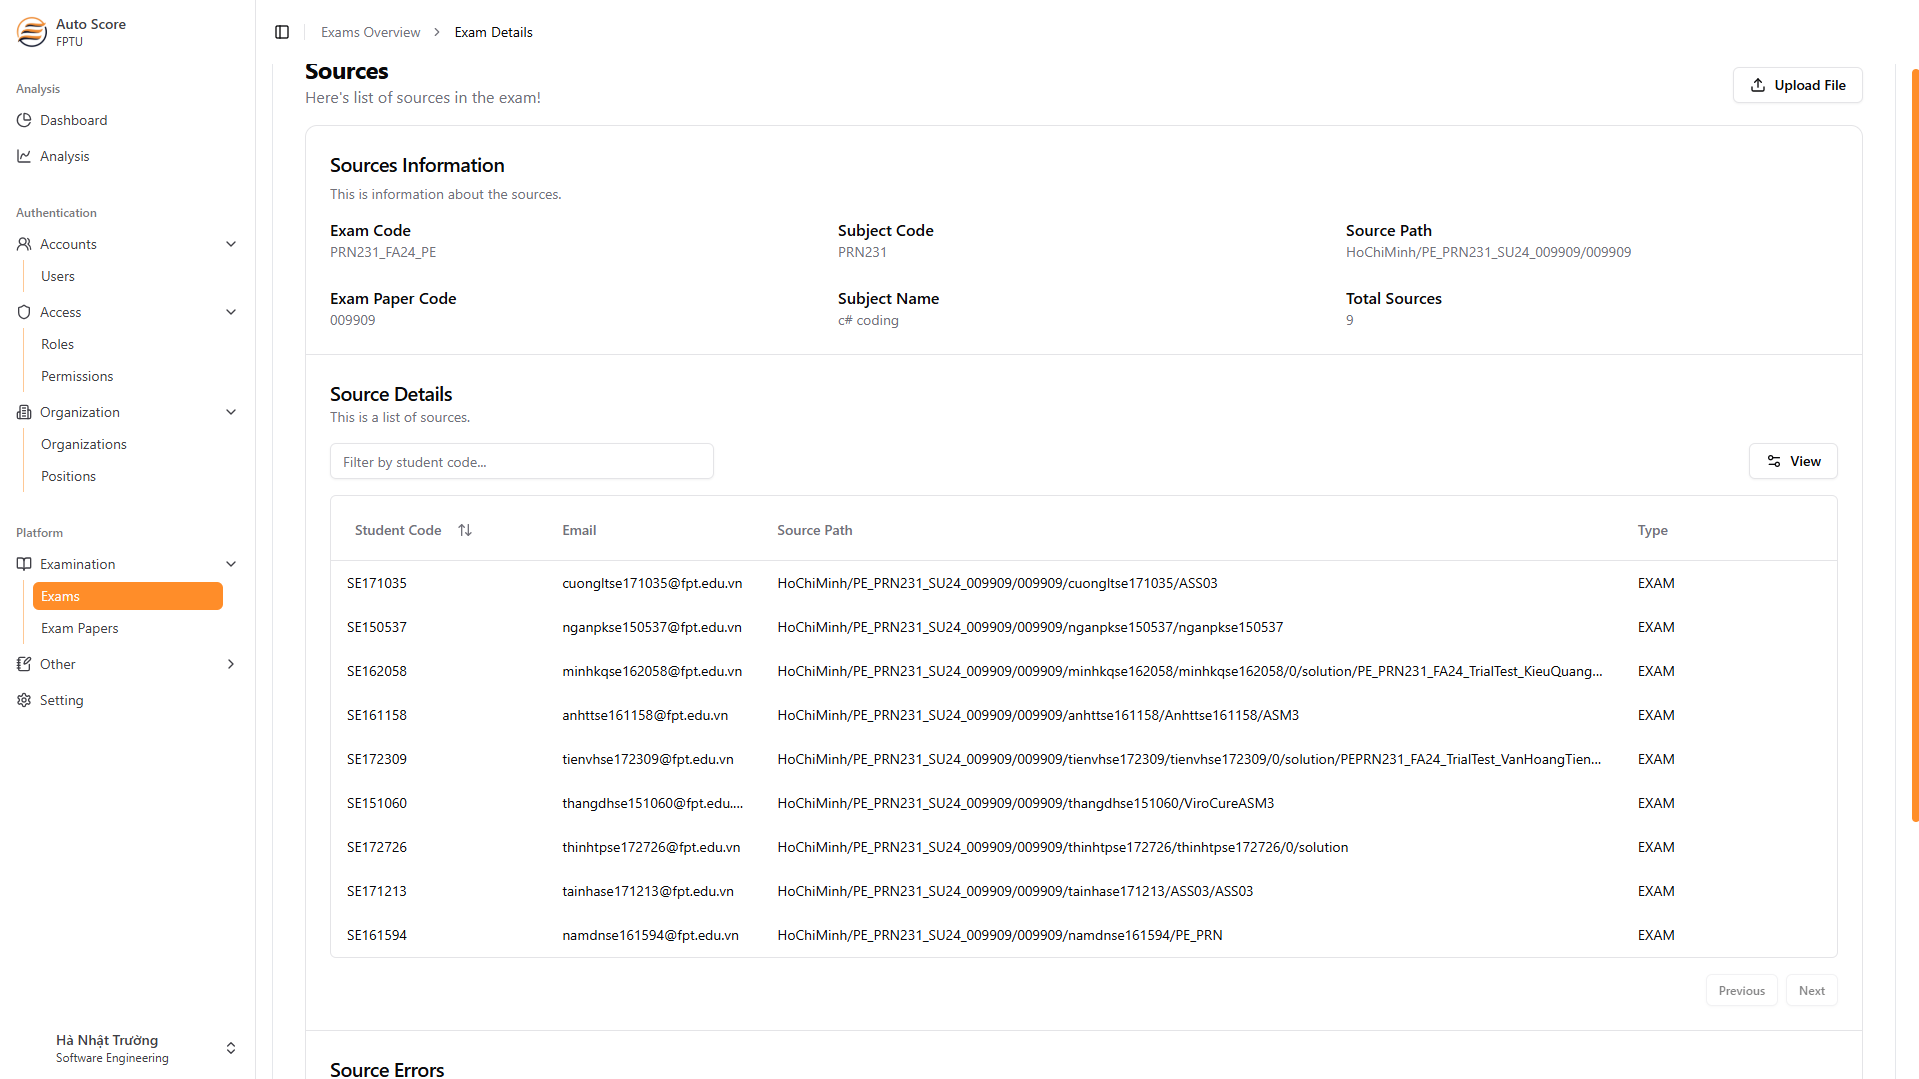 Auto Score
FPTU
Analysis
Dashboard
Analysis
Authentication
Accounts
Users
Access
Roles
Permissions
Organization
Organizations
Positions
Platform
Examination
Exams
Exam Papers
Other
Setting
Hà Nhật Trường
Software Engineering
Exams Overview > Exam Details
Sources
Here's list of sources in the exam!
Upload File
Sources Information
This is information about the sources.
Exam Code Subject Code Source Path
PRN231_FA24_PE PRN231 HoChiMinh/PE_PRN231_SU24_009909/009909
Exam Paper Code Subject Name Total Sources
009909 c# coding 9
Source Details
This is a list of sources.
Filter by student code...
View
Student Code Email Source Path Type
SE171035 cuongltse171035@fpt.edu.vn HoChiMinh/PE_PRN231_SU24_009909/009909/cuongltse171035/ASS03 EXAM
SE150537 nganpkse150537@fpt.edu.vn HoChiMinh/PE_PRN231_SU24_009909/009909/nganpkse150537/nganpkse150537 EXAM
SE162058 minhkqse162058@fpt.edu.vn HoChiMinh/PE_PRN231_SU24_009909/009909/minhkqse162058/minhkqse162058/0/solution/PE_PRN231_FA24_TrialTest_KieuQuang... EXAM
SE161158 anhttse161158@fpt.edu.vn HoChiMinh/PE_PRN231_SU24_009909/009909/anhttse161158/Anhttse161158/ASM3 EXAM
SE172309 tienvhse172309@fpt.edu.vn HoChiMinh/PE_PRN231_SU24_009909/009909/tienvhse172309/tienvhse172309/0/solution/PEPRN231_FA24_TrialTest_VanHoangTien... EXAM
SE151060 thangdhse151060@fpt.edu.... HoChiMinh/PE_PRN231_SU24_009909/009909/thangdhse151060/ViroCureASM3 EXAM
SE172726 thinhtpse172726@fpt.edu.vn HoChiMinh/PE_PRN231_SU24_009909/009909/thinhtpse172726/thinhtpse172726/0/solution EXAM
SE171213 tainhase171213@fpt.edu.vn HoChiMinh/PE_PRN231_SU24_009909/009909/tainhase171213/ASS03/ASS03 EXAM
SE161594 namdnse161594@fpt.edu.vn HoChiMinh/PE_PRN231_SU24_009909/009909/namdnse161594/PE_PRN EXAM
Previous Next
Source Errors